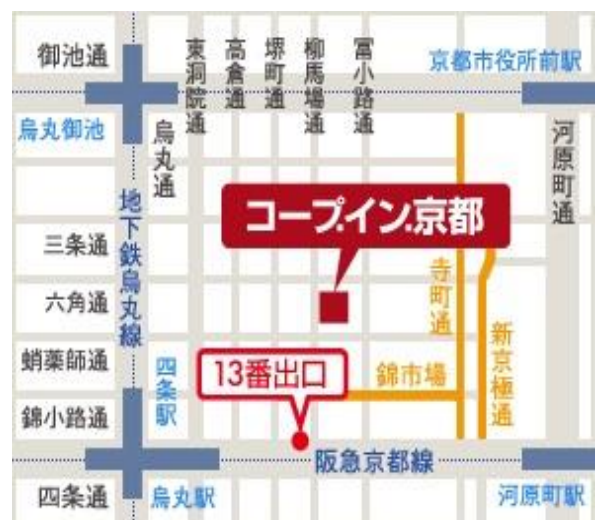 御池通
東洞院通
高倉通
堺町通
柳馬場通
冨小路通
京都市役所前駅
烏丸御池
烏丸通
河原町通
地下鉄烏丸線
コープ.イン.京都
三条通
六角通
寺町通
新京極通
蛸薬師通
四条駅
13番出口
錦市場
錦小路通
阪急京都線
四条通
烏丸駅
河原町駅